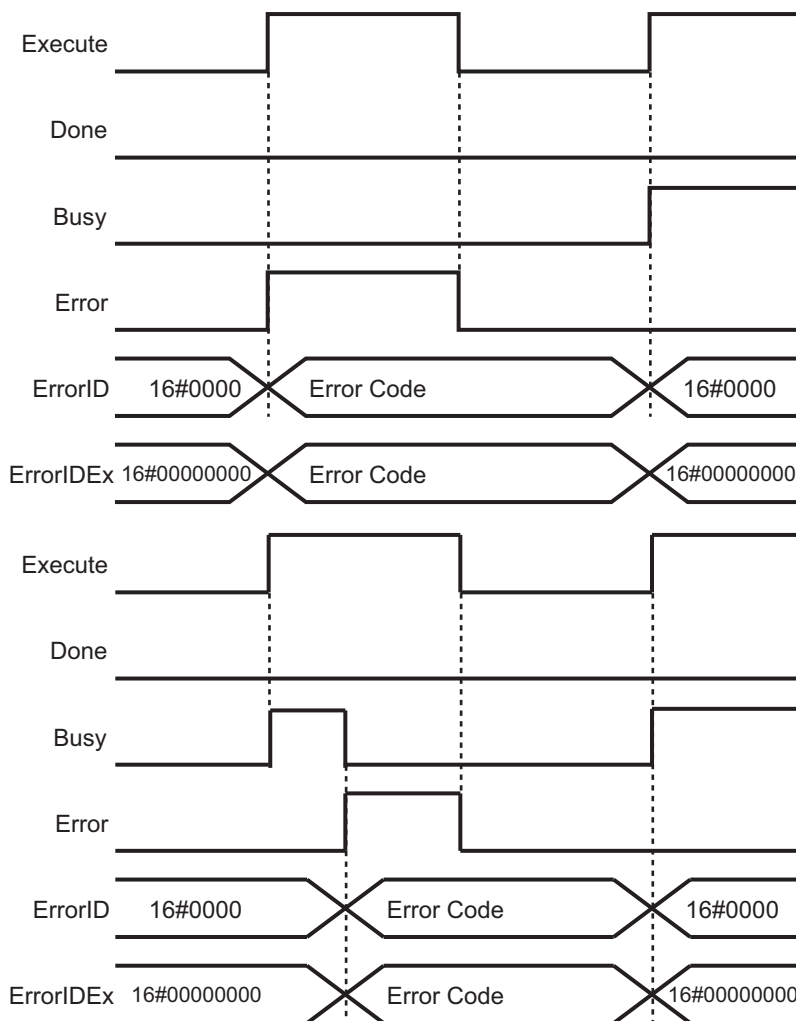 Execute
Done
Busy
Error
ErrorID 16#0000 Error Code 16#0000
ErrorIDEx 16#00000000 Error Code 16#00000000
Execute
Done
Busy
Error
ErrorID 16#0000 Error Code 16#0000
ErrorIDEx 16#00000000 Error Code 16#00000000